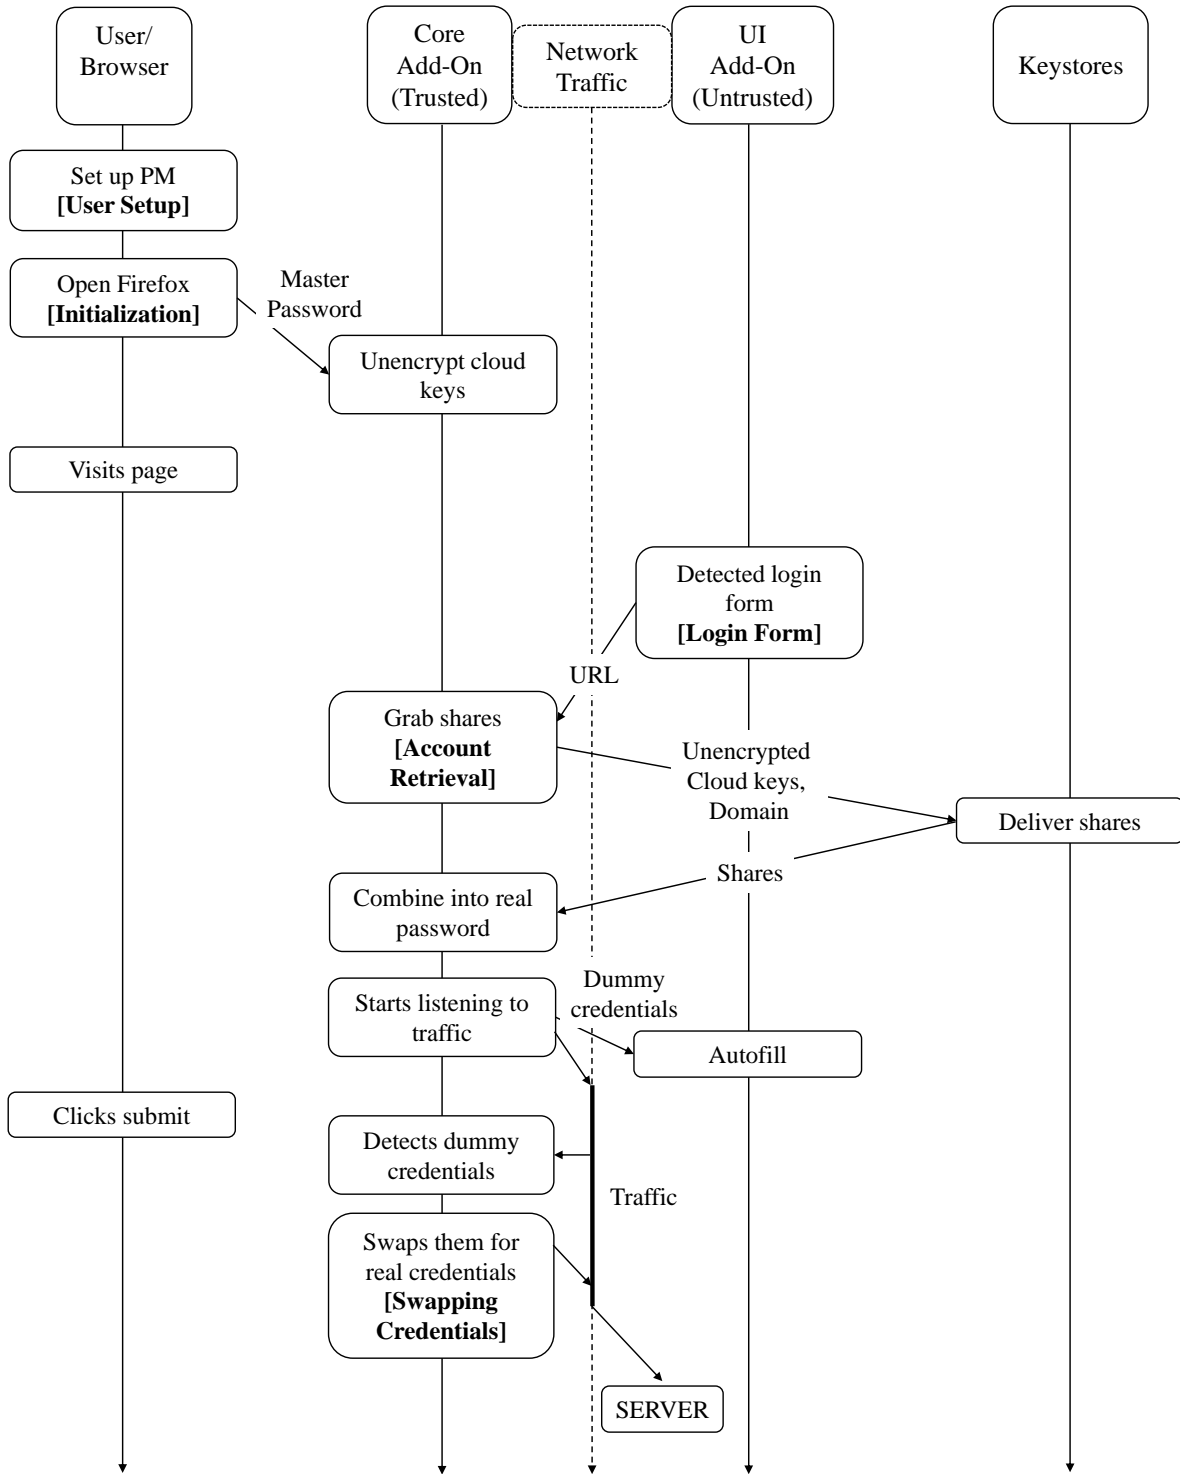 User/
Browser
Core
Add-On
(Trusted)
Network
Traffic
UI
Add-On
(Untrusted)
Keystores
Set up PM
[User Setup]
Open Firefox
[Initialization]
Master
Password
Unencrypt cloud
keys
Visits page
Detected login
form
[Login Form]
URL
Grab shares
[Account
Retrieval]
Unencrypted
Cloud keys,
Domain
Deliver shares
Shares
Combine into real
password
Dummy
credentials
Starts listening to
traffic
Autofill
Clicks submit
Detects dummy
credentials
Traffic
Swaps them for
real credentials
[Swapping
Credentials]
SERVER